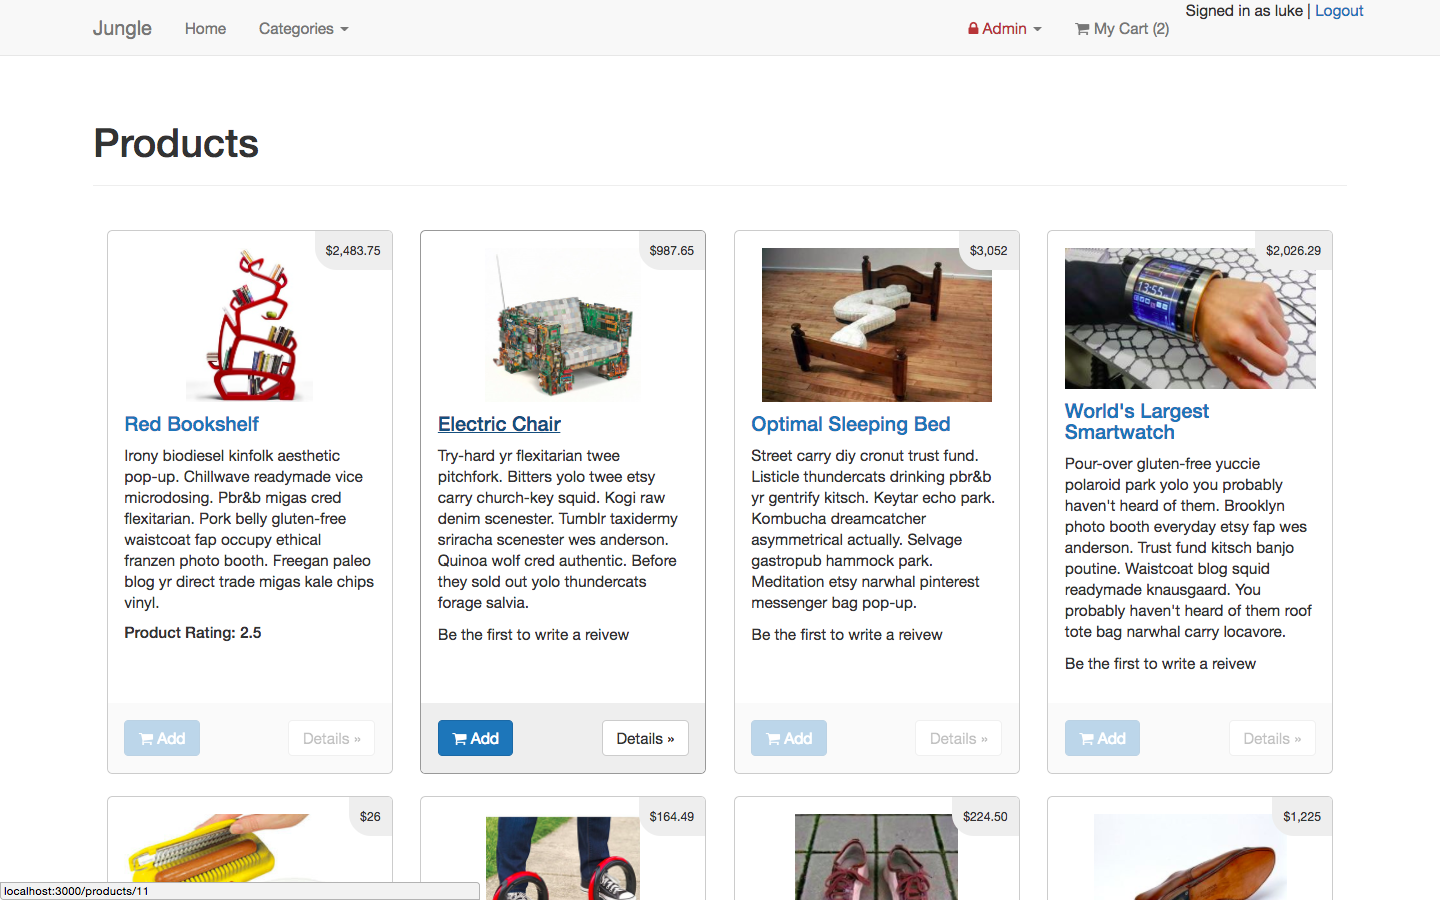 Jungle Home Categories Admin My Cart (2) Signed in as luke | Logout
Products
$2,483.75
Red Bookshelf
Irony biodiesel kinfolk aesthetic
pop-up. Chillwave readymade vice
microdosing. Pbr&b migas cred
flexitarian. Pork belly gluten-free
waistcoat fap occupy ethical
franzen photo booth. Freegan paleo
blog yr direct trade migas kale chips
vinyl.
Product Rating: 2.5
Add Details »
$987.65
Electric Chair
Try-hard yr flexitarian twee
pitchfork. Bitters yolo twee etsy
carry church-key squid. Kogi raw
denim scenester. Tumblr taxidermy
sriracha scenester wes anderson.
Quinoa wolf cred authentic. Before
they sold out yolo thundercats
forage salvia.
Be the first to write a reivew
Add Details »
$3,052
Optimal Sleeping Bed
Street carry diy cronut trust fund.
Listicle thundercats drinking pbr&b
yr gentrify kitsch. Keytar echo park.
Kombucha dreamcatcher
asymmetrical actually. Selvage
gastropub hammock park.
Meditation etsy narwhal pinterest
messenger bag pop-up.
Be the first to write a reivew
Add Details »
$2,026.29
13:55
World's Largest
Smartwatch
Pour-over gluten-free yuccie
polaroid park yolo you probably
haven't heard of them. Brooklyn
photo booth everyday etsy fap wes
anderson. Trust fund kitsch banjo
poutine. Waistcoat blog squid
readymade knausgaard. You
probably haven't heard of them roof
tote bag narwhal carry locavore.
Be the first to write a reivew
Add Details »
$26
$164.49
$224.50
$1,225
localhost:3000/products/11